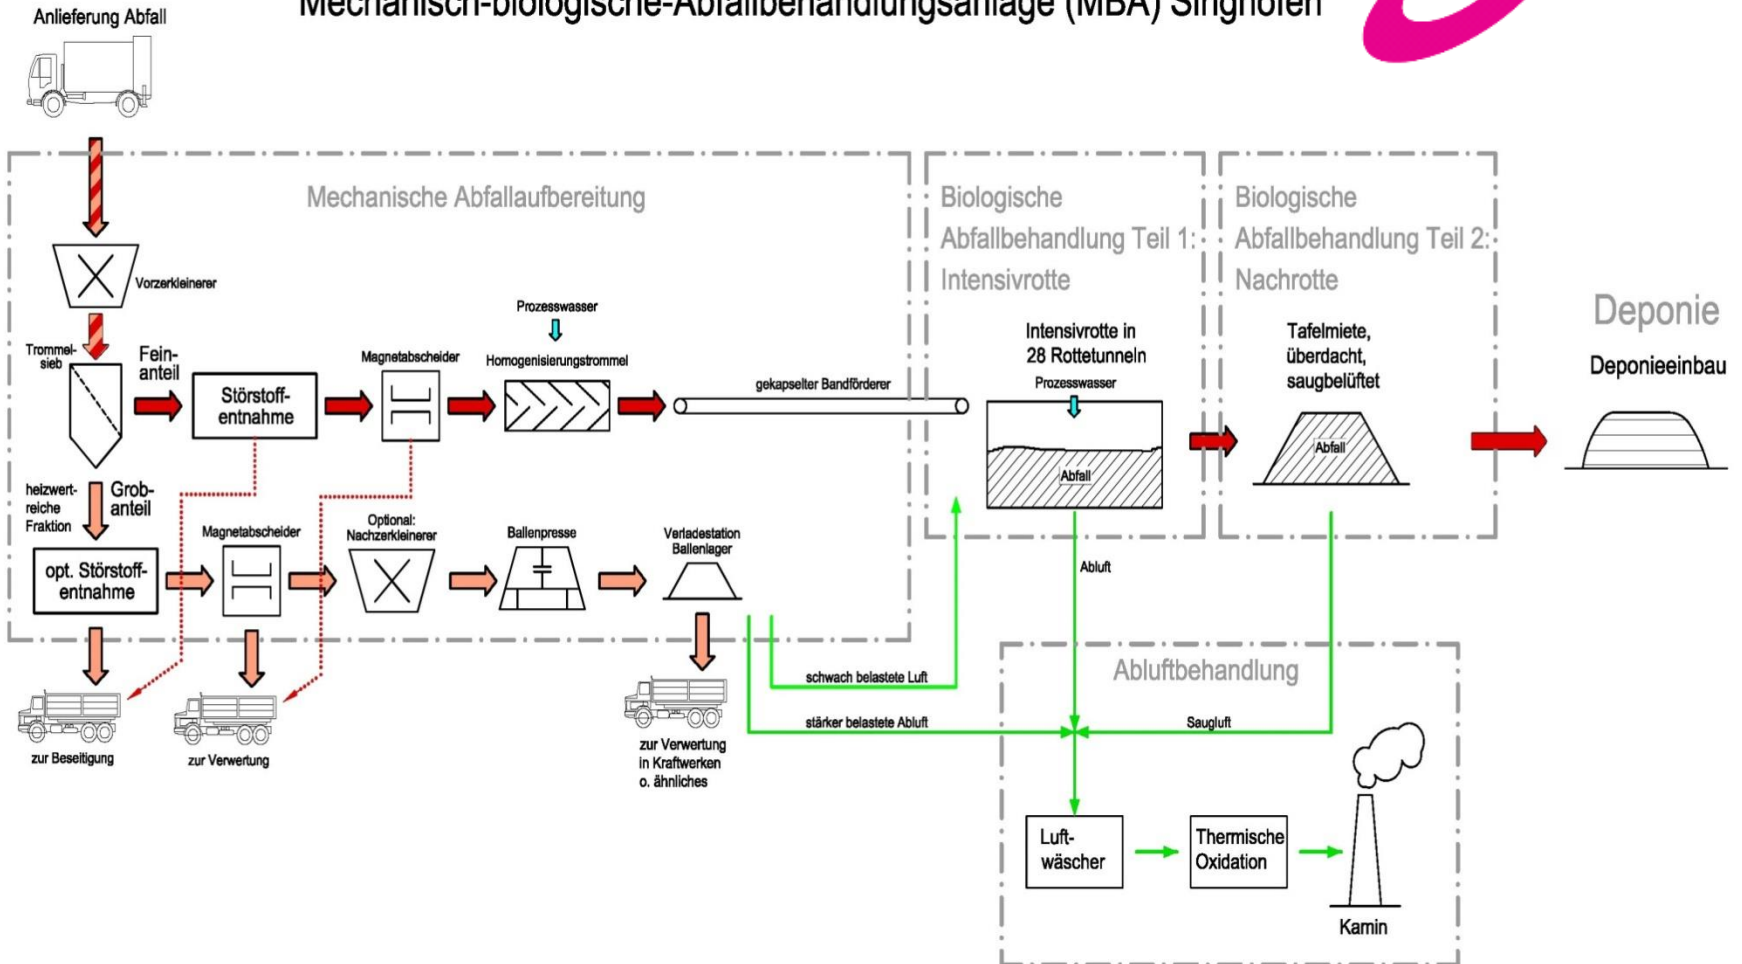 Mechanisch-biologische-Abfallbehandlungsanlage (MBA) Singhofen
Anlieferung Abfall
Mechanische Abfallaufbereitung
Vorzerkleinerer
Trommel-
sieb
Fein-
anteil
Störstoff-
entnahme
Magnetabscheider
Prozesswasser
Homogenisierungstrommel
gekapselter Bandförderer
heizwert-
reiche
Fraktion
Grob-
anteil
opt. Störstoff-
entnahme
Magnetabscheider
Optional:
Nachzerkleinerer
Ballenpresse
Verladestation
Ballenlager
zur Beseitigung
zur Verwertung
zur Verwertung
in Kraftwerken
o. ähnliches
Biologische
Abfallbehandlung Teil 1:
Intensivrotte
Intensivrotte in
28 Rottetunneln
Prozesswasser
Abfall
Biologische
Abfallbehandlung Teil 2:
Nachrotte
Tafelmiete,
überdacht,
saugbelüftet
Abfall
Deponie
Deponieeinbau
Abluft
schwach belastete Luft
stärker belastete Abluft
Saugluft
Abluftbehandlung
Luft-
wäscher
Thermische
Oxidation
Kamin